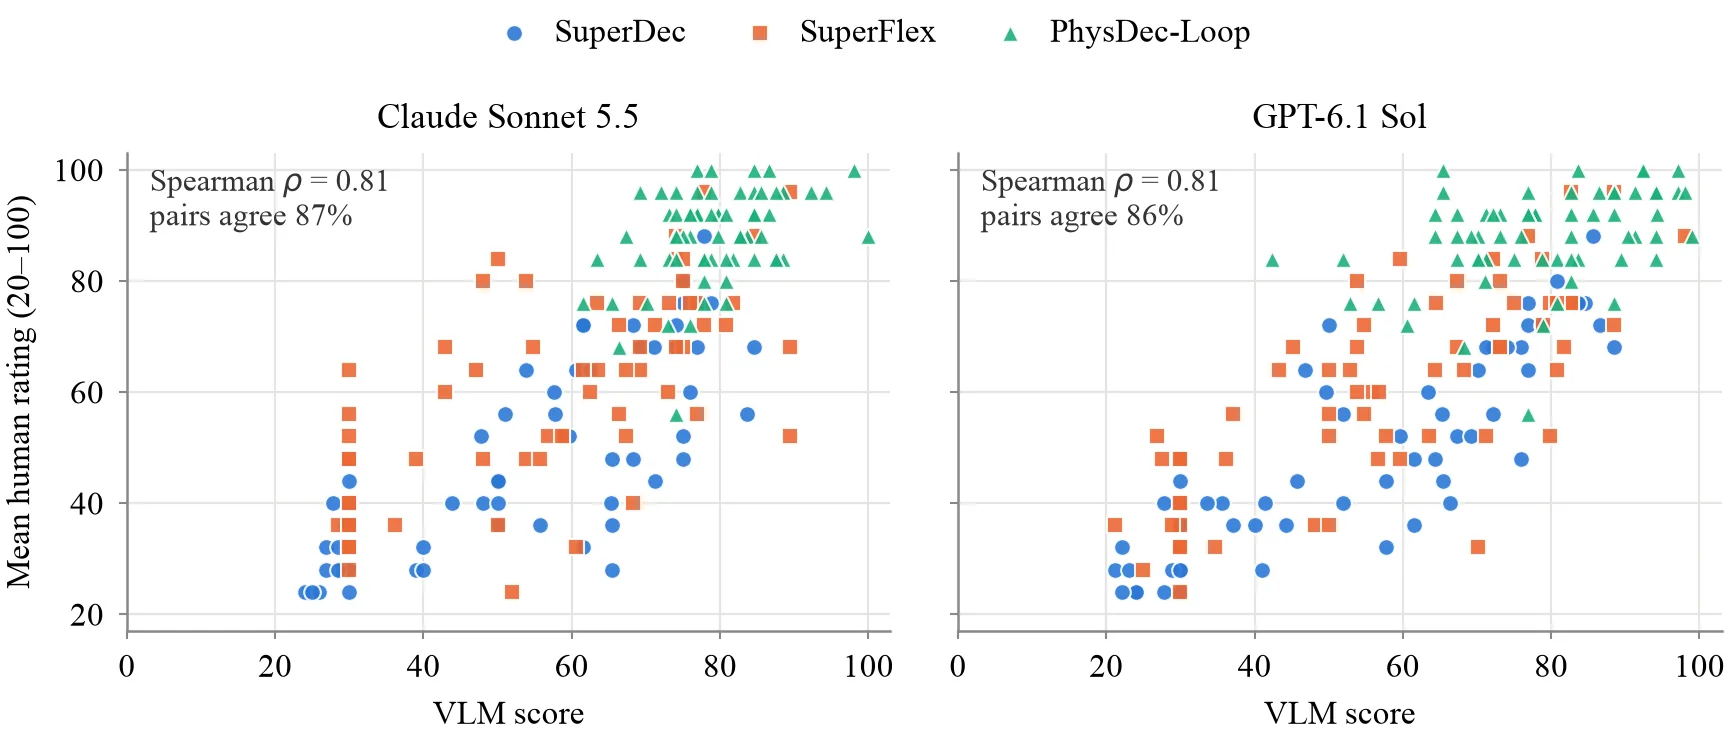 SuperDec SuperFlex PhysDec-Loop
Claude Sonnet 5.5
GPT-6.1 Sol
Mean human rating (20–100)
100
80
60
40
20
Spearman ρ = 0.81
pairs agree 87%
0 20 40 60 80 100
VLM score
Spearman ρ = 0.81
pairs agree 86%
0 20 40 60 80 100
VLM score